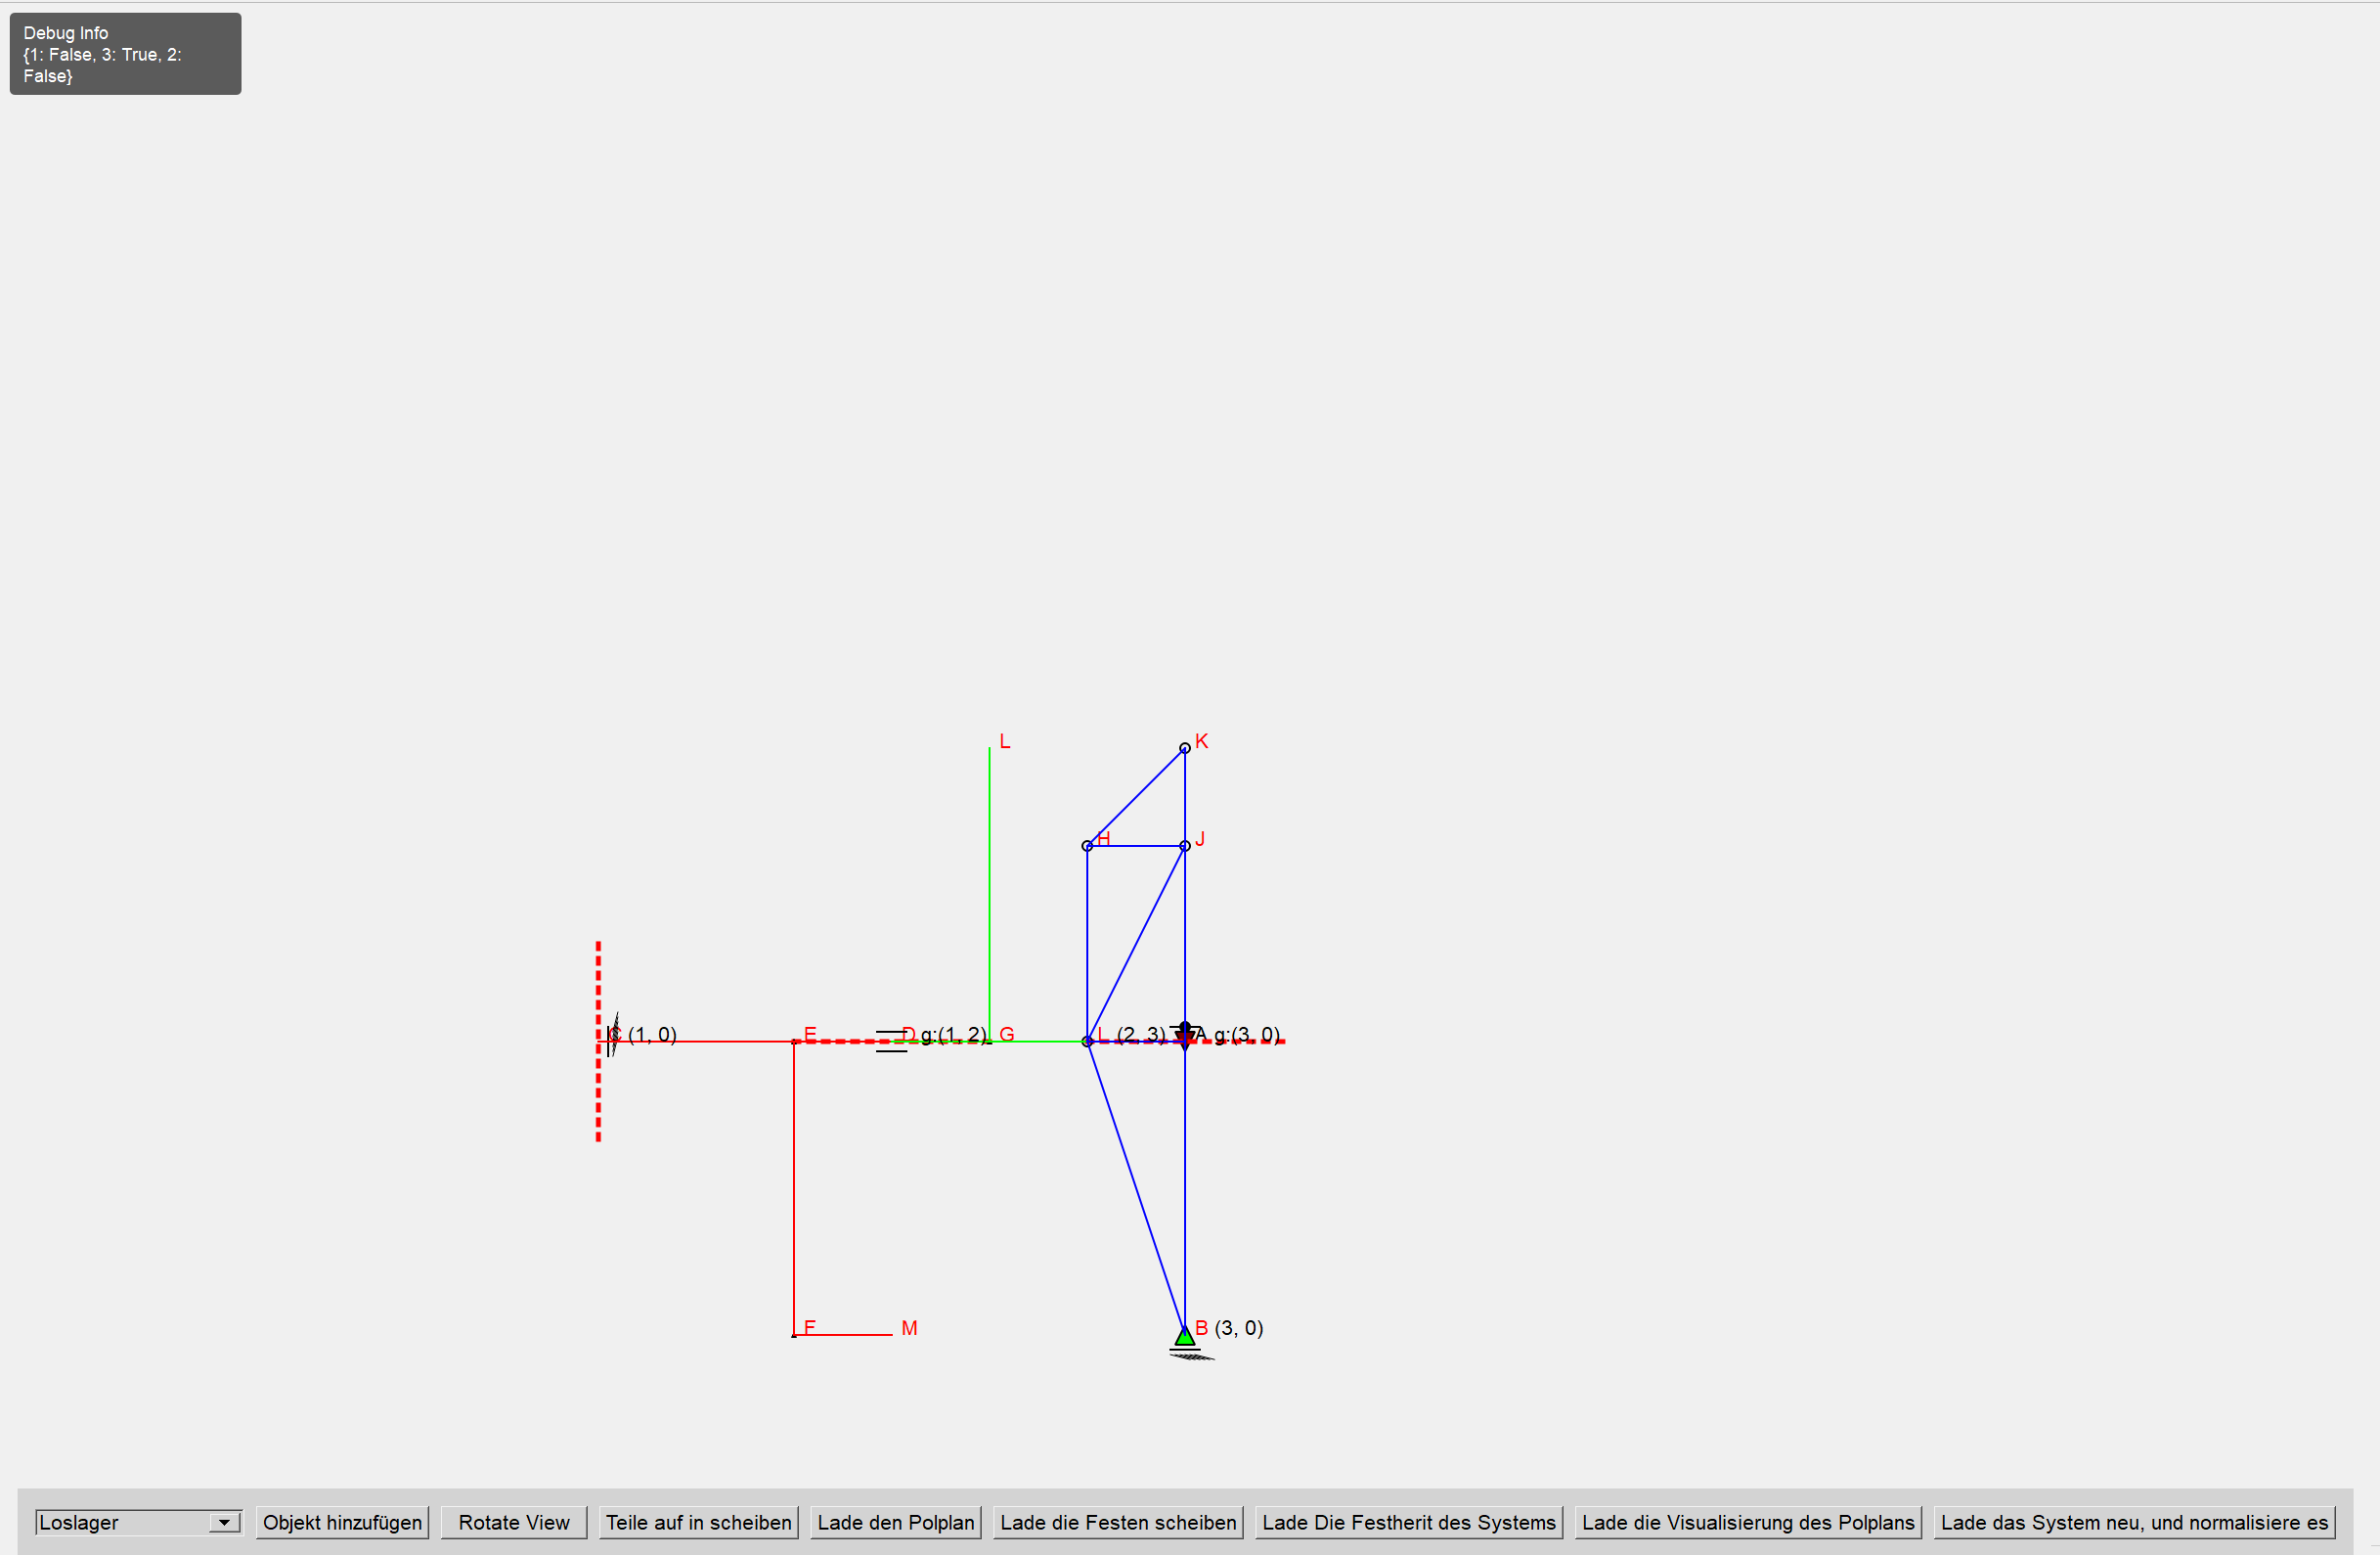 Debug Info
{1: False, 3: True, 2:
False}
L
K
H
J
C (1, 0)
E
D g:(1, 2)
G
L (2, 3)
A g:(3, 0)
F
M
B (3, 0)
Loslager
Objekt hinzufügen
Rotate View
Teile auf in scheiben
Lade den Polplan
Lade die Festen scheiben
Lade Die Festherit des Systems
Lade die Visualisierung des Polplans
Lade das System neu, und normalisiere es